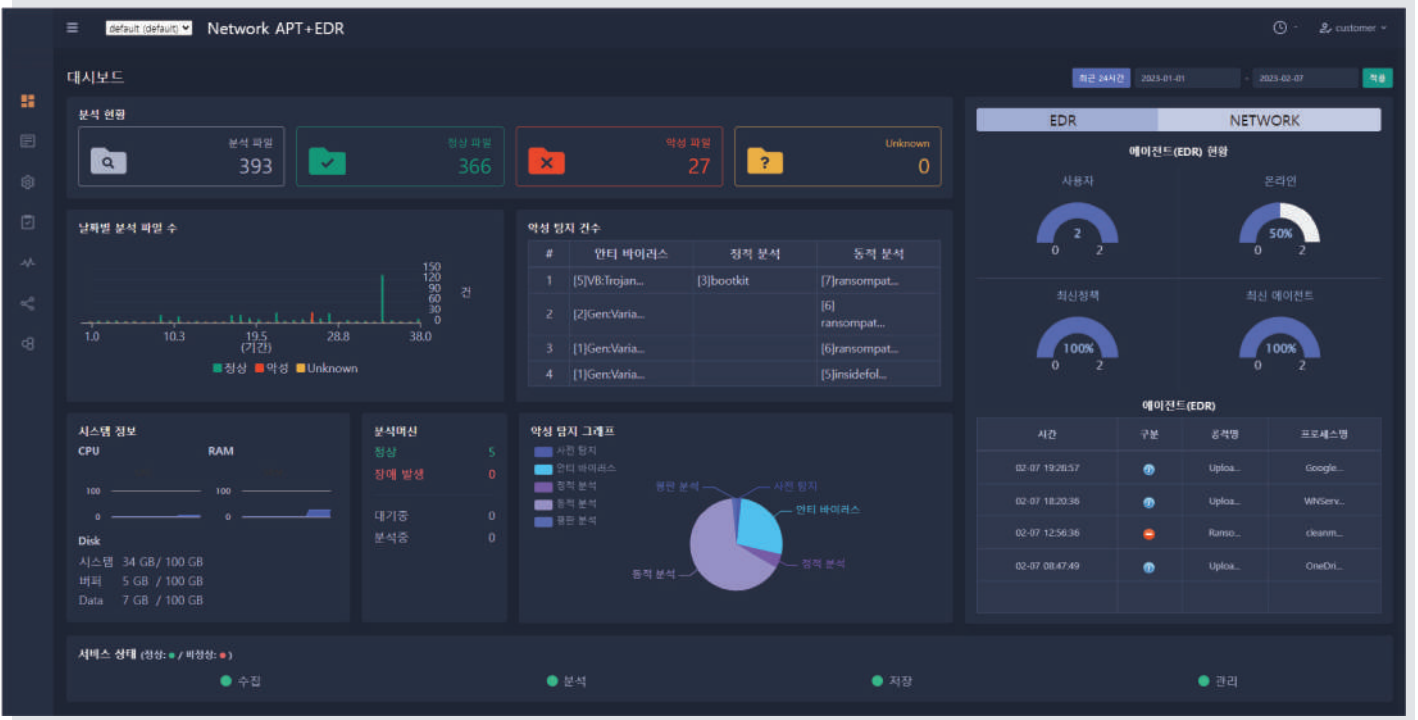 default (default)
Network APT+EDR
customer
대시보드
최근 24시간
2023-01-01
-
2023-02-07
적용
분석 현황
분석 파일
393
정상 파일
366
악성 파일
27
Unknown
0
날짜별 분석 파일 수
150
120
90
60
30
0
건
1.0
10.3
19.5
28.8
38.0
(기간)
정상
악성
Unknown
악성 탐지 건수
# 안티 바이러스 정적 분석 동적 분석
1 [5]VB:Trojan... [3]bootkit [7]ransompat...
2 [2]Gen:Varia... [6]
ransompat...
3 [1]Gen:Varia... [6]ransompat...
4 [1]Gen:Varia... [5]insidefol...
시스템 정보
CPU
RAM
100
0
100
0
Disk
시스템 34 GB/ 100 GB
버퍼 5 GB / 100 GB
Data 7 GB / 100 GB
분석머신
정상 5
장애 발생 0
대기중 0
분석중 0
악성 탐지 그래프
사전 탐지
안티 바이러스
정적 분석
동적 분석
평판 분석
평판 분석
사전 탐지
안티 바이러스
정적 분석
동적 분석
EDR
NETWORK
에이전트(EDR) 현황
사용자
2
0 2
온라인
50%
0 2
최신정책
100%
0 2
최신 에이전트
100%
0 2
에이전트(EDR)
시간 구분 공격명 프로세스명
02-07 19:26:57 Uploa... Google...
02-07 18:20:36 Uploa... WNServ...
02-07 12:56:36 Ranso... cleanm...
02-07 08:47:49 Uploa... OneDri...
서비스 상태 (정상: / 비정상: )
수집
분석
저장
관리